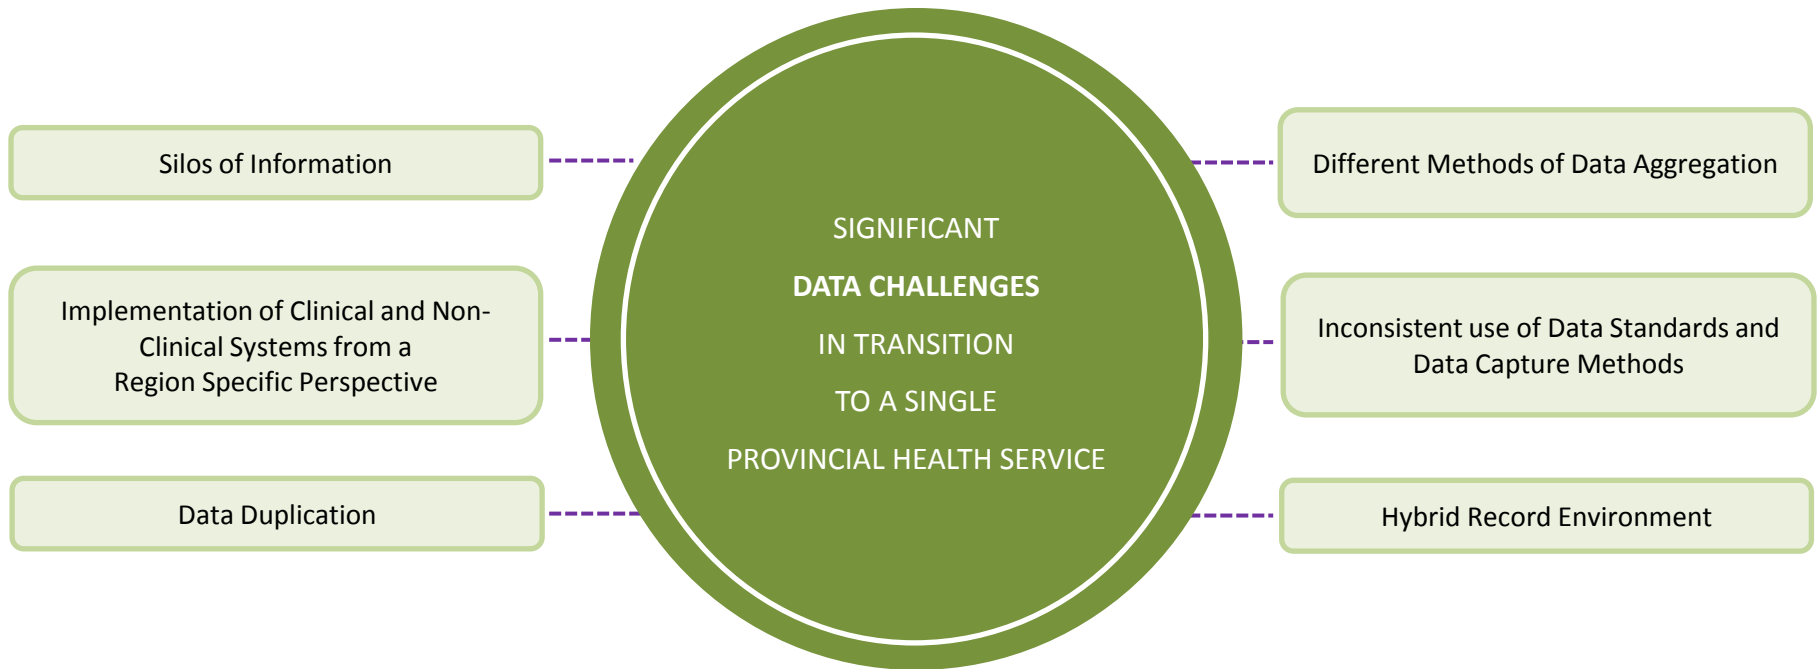 Silos of Information
Implementation of Clinical and Non-
Clinical Systems from a
Region Specific Perspective
Data Duplication
SIGNIFICANT
DATA CHALLENGES
IN TRANSITION
TO A SINGLE
PROVINCIAL HEALTH SERVICE
Different Methods of Data Aggregation
Inconsistent use of Data Standards and
Data Capture Methods
Hybrid Record Environment